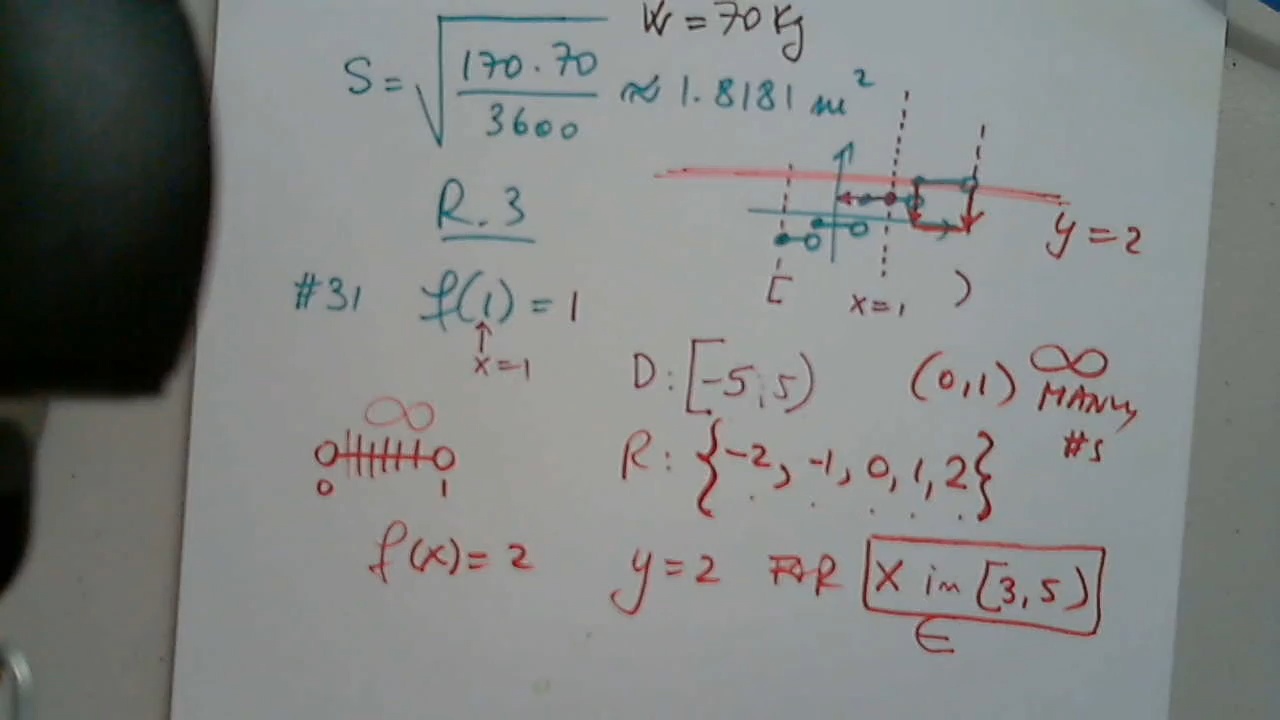 W = 70 Kg
S = √(170 · 70 / 3600) ≈ 1.8181 m²
R.3
y = 2
[ x=1 )
#31 f(1) = 1
↑
x=1
D: [-5, 5)
(0,1) ∞ MANY #s
∞
0 1
R: {-2, -1, 0, 1, 2}
f(x) = 2
y = 2 FOR X in [3, 5)
∈